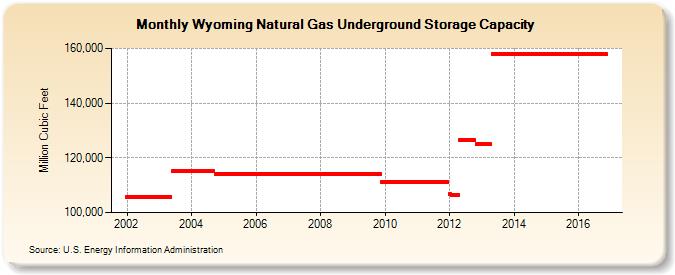 Monthly Wyoming Natural Gas Underground Storage Capacity
Million Cubic Feet
160,000
140,000
120,000
100,000
2002 2004 2006 2008 2010 2012 2014 2016
Source: U.S. Energy Information Administration